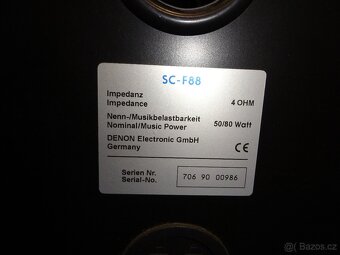 SC-F88
Impedanz
Impedance 4 OHM
Nenn-/Musikbelastbarkeit
Nominal/Music Power 50/80 Watt
DENON Electronic GmbH
Germany CE
Serien Nr.
Serial-No. 706 90 00986
bazos.cz